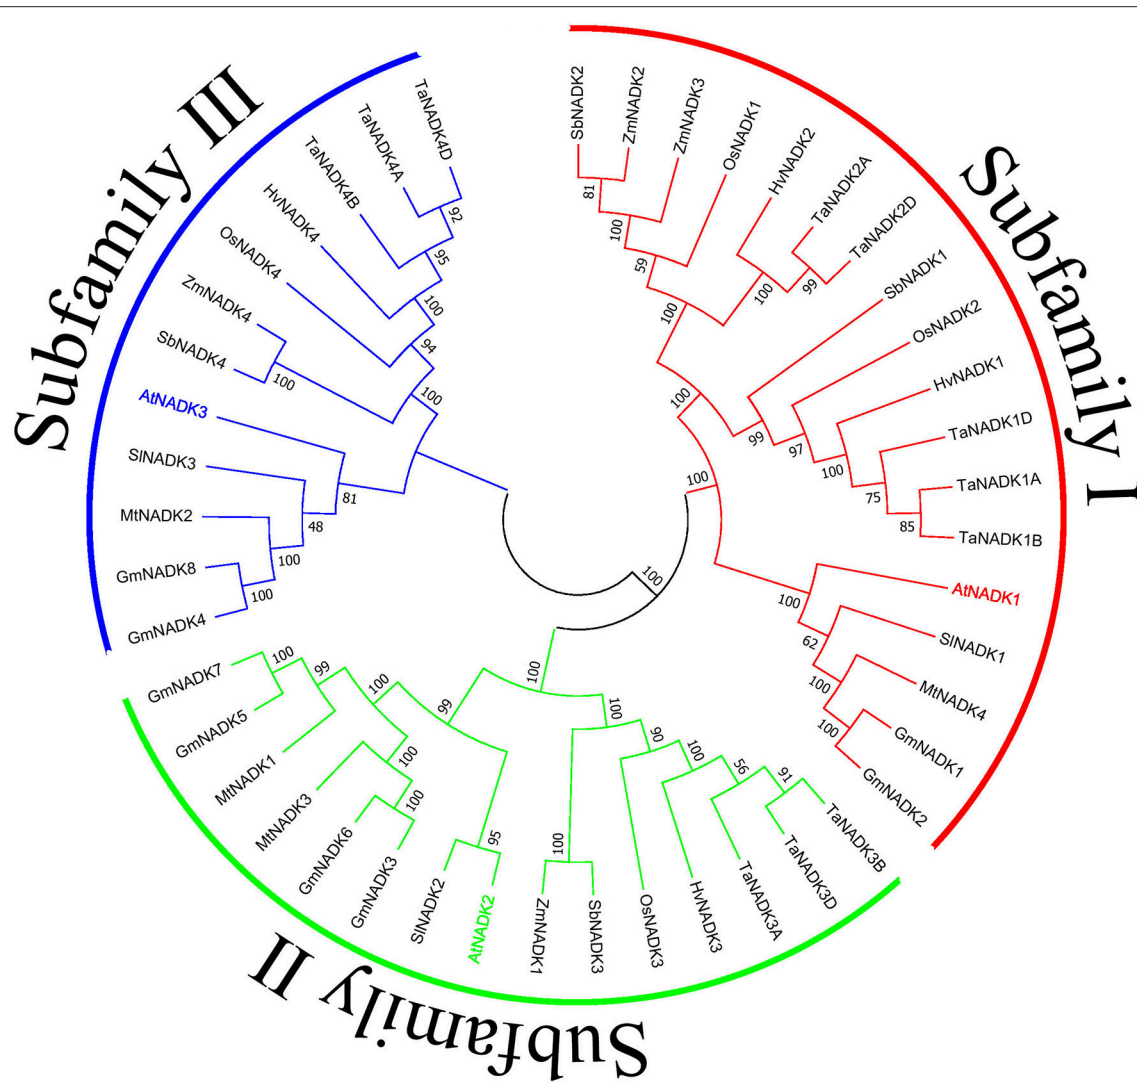 Subfamily I
SbNADK2
ZmNADK2
ZmNADK3
OsNADK1
HvNADK2
TaNADK2A
TaNADK2D
SbNADK1
OsNADK2
HvNADK1
TaNADK1D
TaNADK1A
TaNADK1B
AtNADK1
SlNADK1
MtNADK4
GmNADK1
GmNADK2
81
100
59
100
100
99
100
99
97
100
75
85
100
100
62
100
100
100
Subfamily II
TaNADK3B
TaNADK3D
TaNADK3A
HvNADK3
OsNADK3
SbNADK3
ZmNADK1
AtNADK2
SlNADK2
GmNADK3
GmNADK6
MtNADK3
MtNADK1
GmNADK5
GmNADK7
91
56
100
90
100
100
100
95
99
100
100
100
99
100
Subfamily III
GmNADK4
GmNADK8
MtNADK2
SlNADK3
AtNADK3
SbNADK4
ZmNADK4
OsNADK4
HvNADK4
TaNADK4B
TaNADK4A
TaNADK4D
100
100
48
81
100
100
94
100
95
92